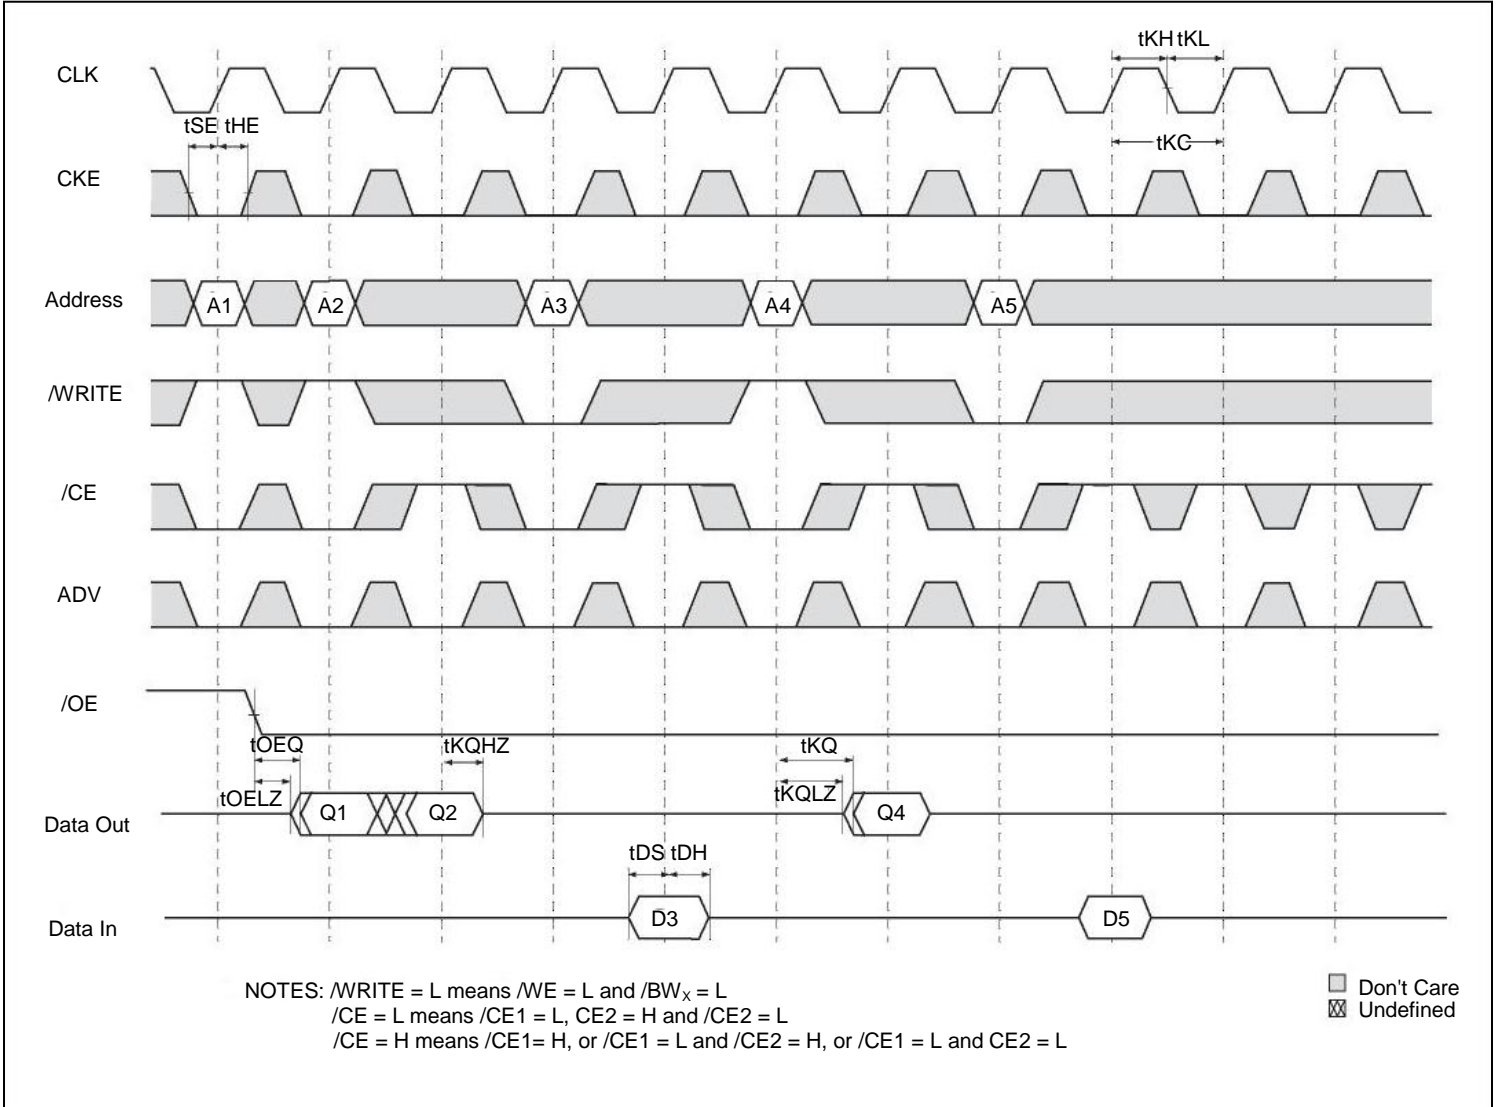 tKH tKL
CLK
tSE tHE
tKC
CKE
Address
A1
A2
A3
A4
A5
/WRITE
/CE
ADV
/OE
tOEQ
tKQHZ
tKQ
tOELZ
tKQLZ
Q1
Q2
Q4
Data Out
tDS tDH
D3
D5
Data In
NOTES: /WRITE = L means /WE = L and /BWX = L
/CE = L means /CE1 = L, CE2 = H and /CE2 = L
/CE = H means /CE1= H, or /CE1 = L and /CE2 = H, or /CE1 = L and CE2 = L
Don't Care
Undefined